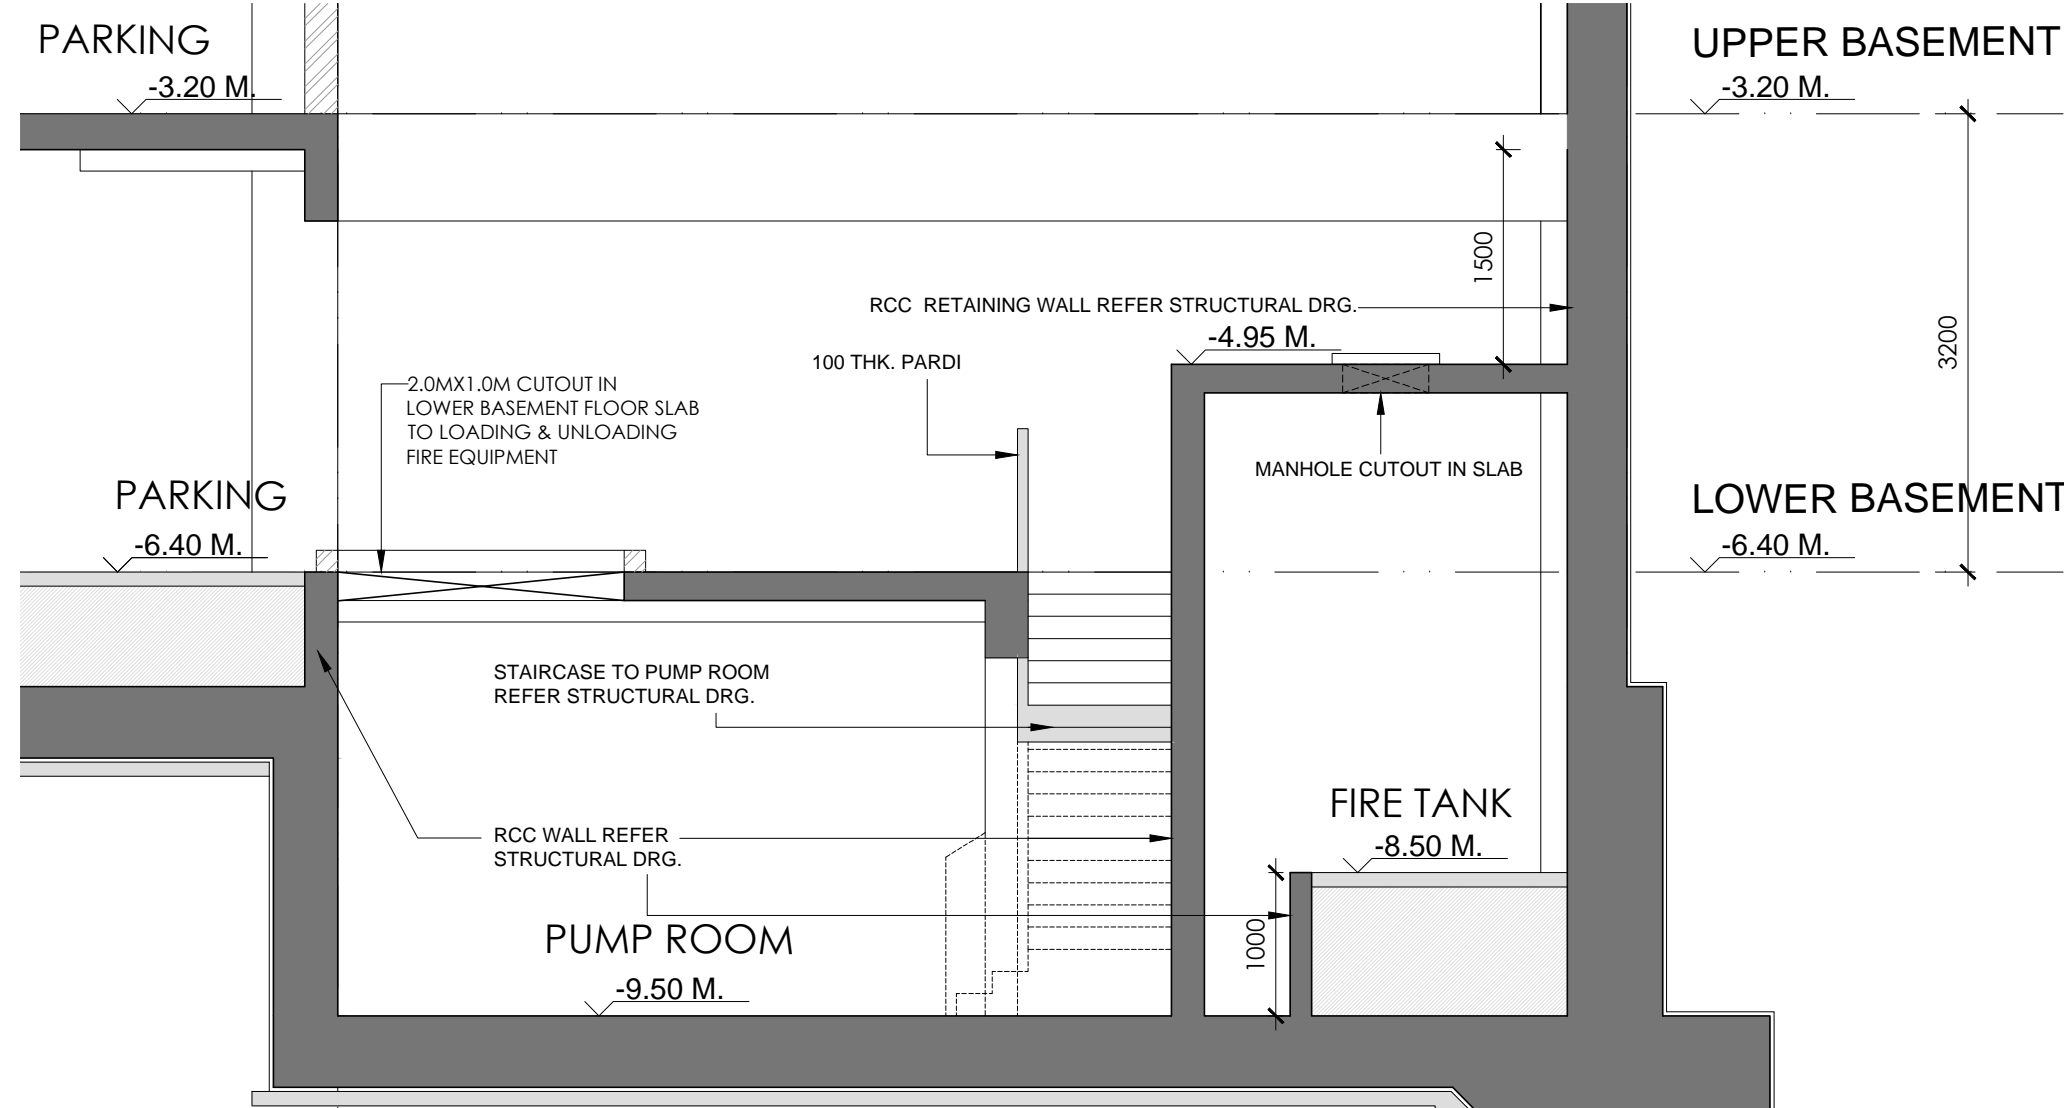 PARKING
-3.20 M.
UPPER BASEMENT
-3.20 M.
1500
3200
RCC  RETAINING WALL REFER STRUCTURAL DRG.
-4.95 M.
100 THK. PARDI
2.0MX1.0M CUTOUT IN
LOWER BASEMENT FLOOR SLAB
TO LOADING & UNLOADING
FIRE EQUIPMENT
MANHOLE CUTOUT IN SLAB
PARKING
-6.40 M.
LOWER BASEMENT
-6.40 M.
STAIRCASE TO PUMP ROOM
REFER STRUCTURAL DRG.
FIRE TANK
-8.50 M.
RCC WALL REFER
STRUCTURAL DRG.
1000
PUMP ROOM
-9.50 M.